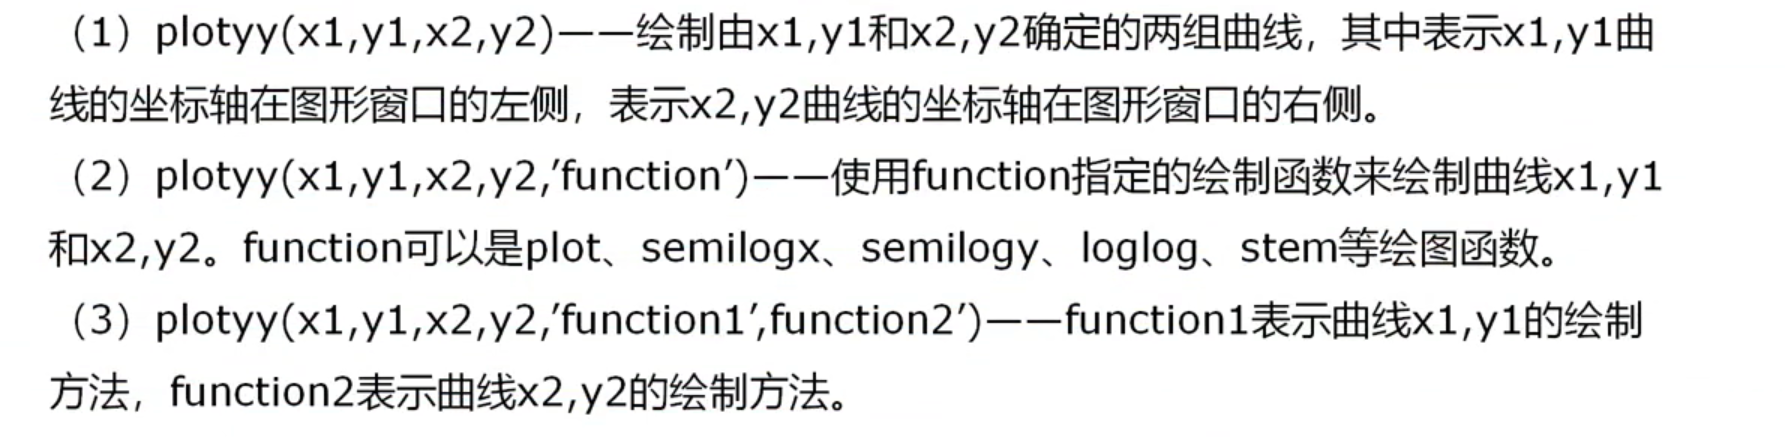 （1）plotyy(x1,y1,x2,y2)——绘制由x1,y1和x2,y2确定的两组曲线，其中表示x1,y1曲
线的坐标轴在图形窗口的左侧，表示x2,y2曲线的坐标轴在图形窗口的右侧。
（2）plotyy(x1,y1,x2,y2,’function’)——使用function指定的绘制函数来绘制曲线x1,y1
和x2,y2。function可以是plot、semilogx、semilogy、loglog、stem等绘图函数。
（3）plotyy(x1,y1,x2,y2,’function1’,function2’)——function1表示曲线x1,y1的绘制
方法，function2表示曲线x2,y2的绘制方法。